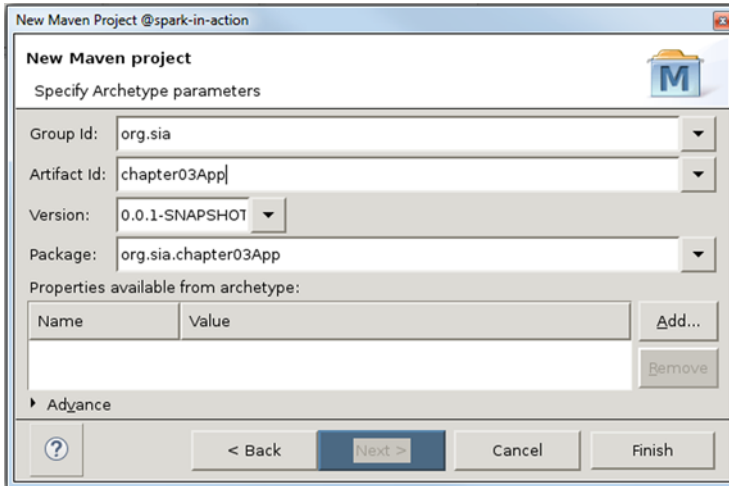 New Maven Project @spark-in-action
New Maven project
Specify Archetype parameters
M
Group Id: org.sia
Artifact Id: chapter03App
Version: 0.0.1-SNAPSHOT
Package: org.sia.chapter03App
Properties available from archetype:
Name Value Add...
Remove
Advance
? < Back Next > Cancel Finish